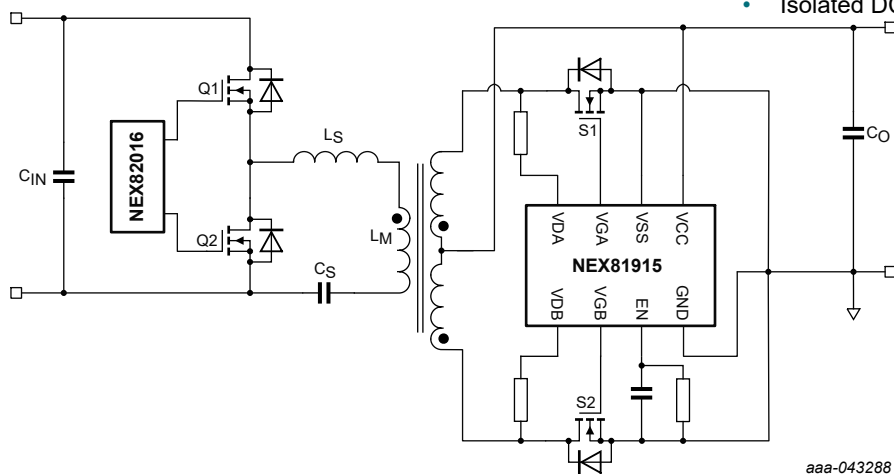 • Isolated DC
Q1
S1
LS
CO
CIN
NEX82016
VDA
VGA
VSS
VCC
Q2
LM
NEX81915
CS
VDB
VGB
EN
GND
S2
aaa-043288